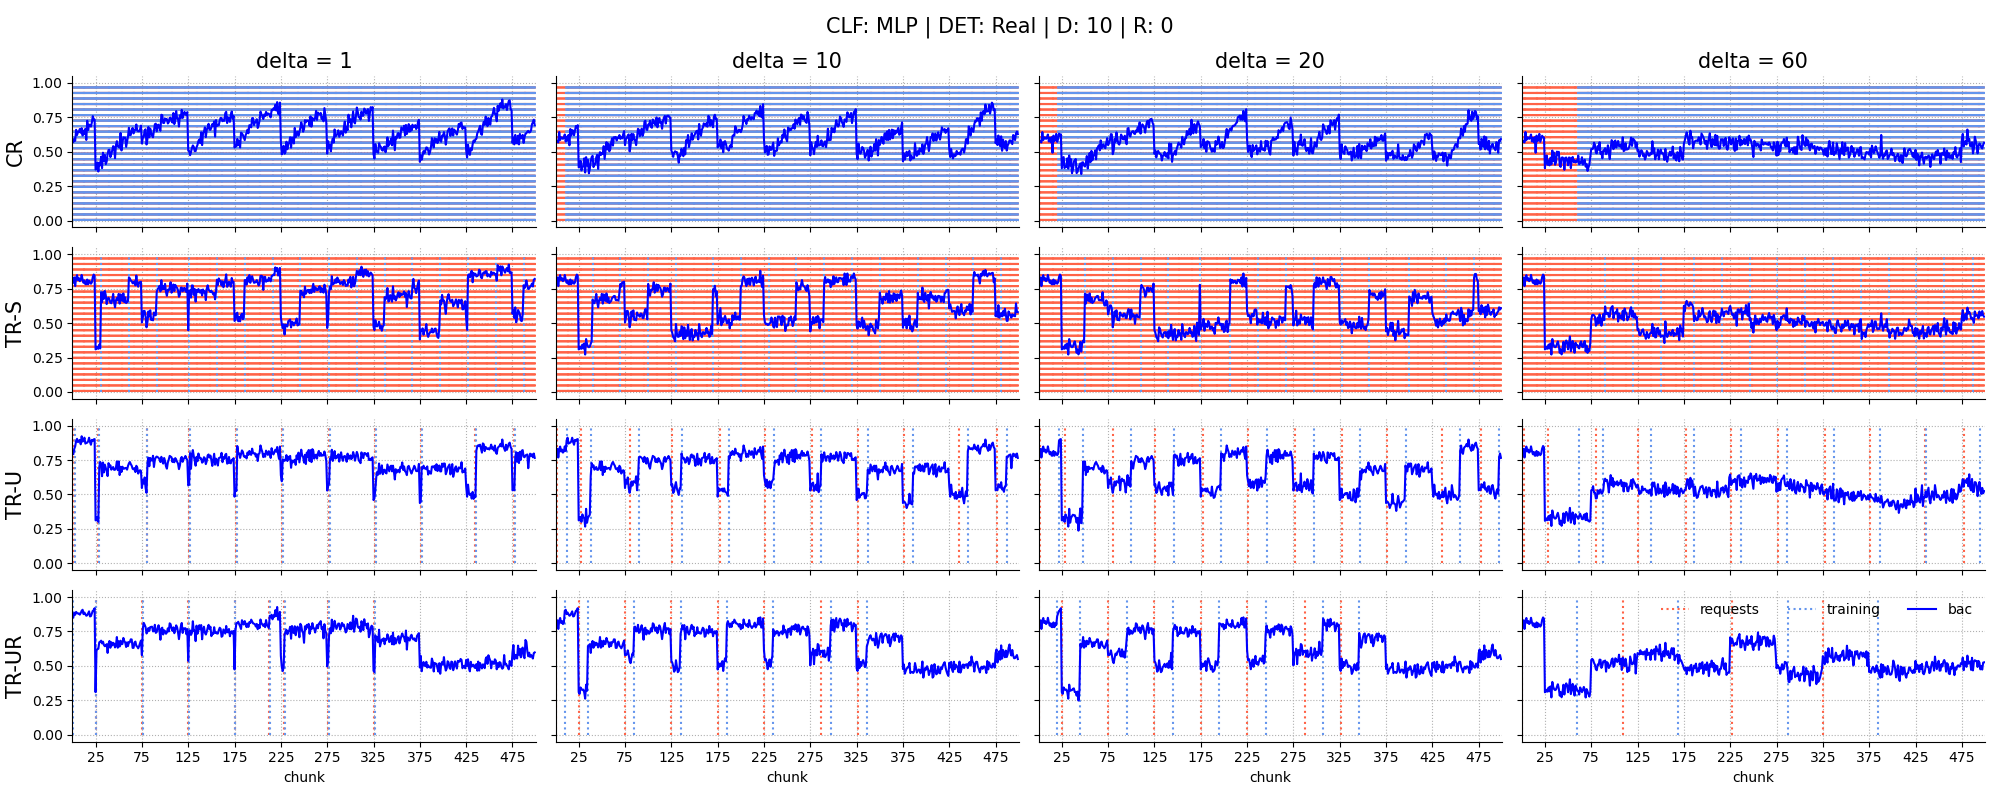 CLF: MLP | DET: Real | D: 10 | R: 0
delta = 1 delta = 10 delta = 20 delta = 60
CR
1.00
0.75
0.50
0.25
0.00
TR-S
1.00
0.75
0.50
0.25
0.00
TR-U
1.00
0.75
0.50
0.25
0.00
TR-UR
1.00
0.75
0.50
0.25
0.00
requests training bac
25 75 125 175 225 275 325 375 425 475 25 75 125 175 225 275 325 375 425 475 25 75 125 175 225 275 325 375 425 475 25 75 125 175 225 275 325 375 425 475
chunk chunk chunk chunk